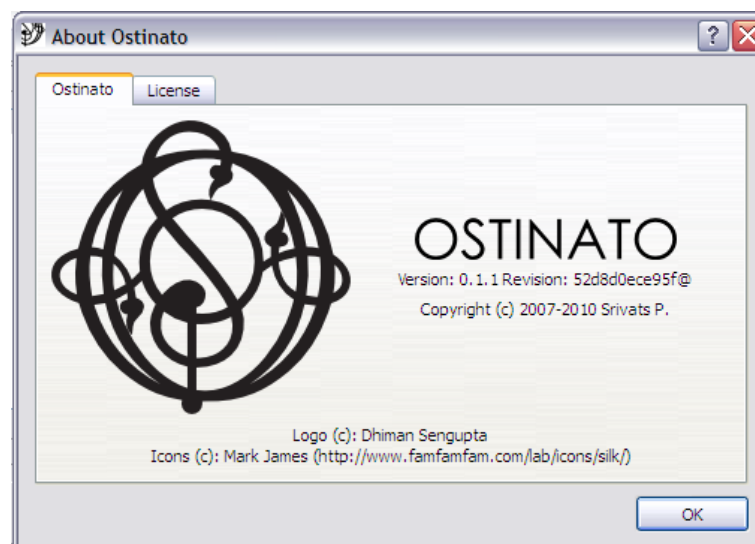 About Ostinato
?
Ostinato
License
OSTINATO
Version: 0.1.1 Revision: 52d8d0ece95f@
Copyright (c) 2007-2010 Srivats P.
Logo (c): Dhiman Sengupta
Icons (c): Mark James (http://www.famfamfam.com/lab/icons/silk/)
OK